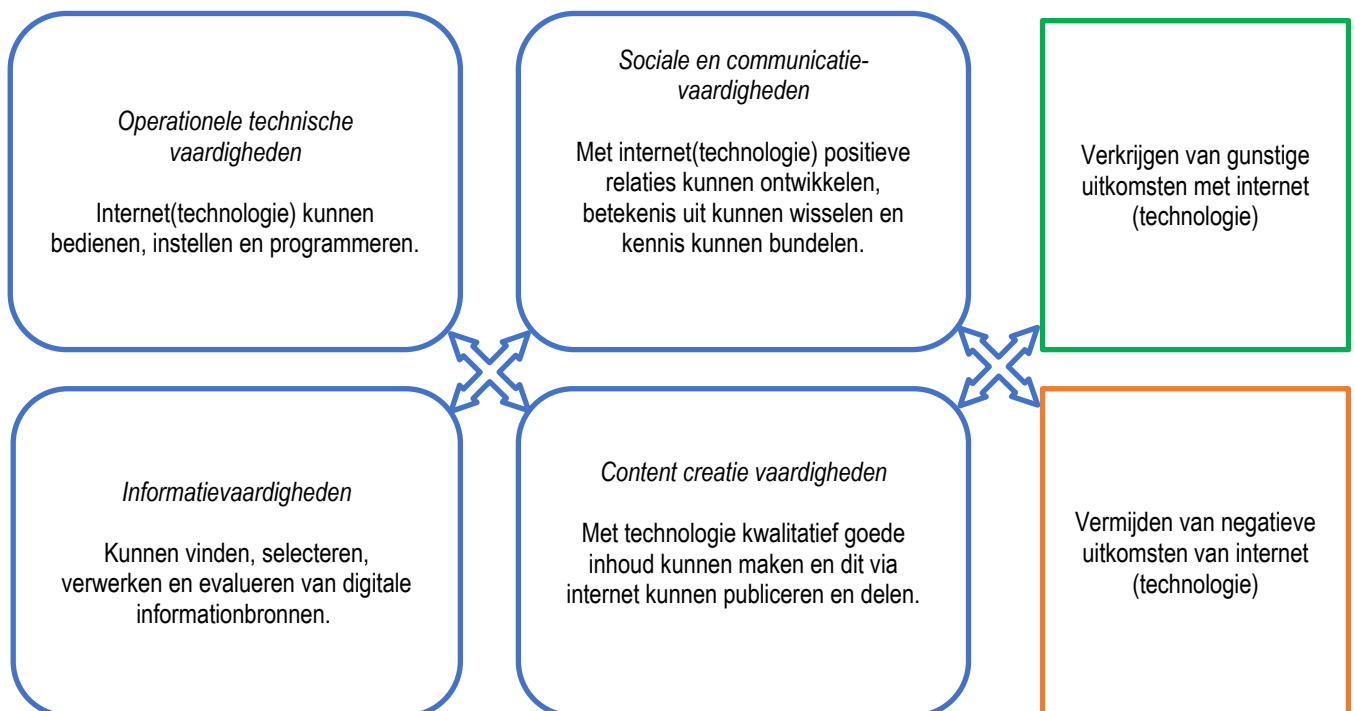 Operationele technische
vaardigheden
Internet(technologie) kunnen
bedienen, instellen en programmeren.
Sociale en communicatie-
vaardigheden
Met internet(technologie) positieve
relaties kunnen ontwikkelen,
betekenis uit kunnen wisselen en
kennis kunnen bundelen.
Verkrijgen van gunstige
uitkomsten met internet
(technologie)
Informatievaardigheden
Kunnen vinden, selecteren,
verwerken en evalueren van digitale
informationbronnen.
Content creatie vaardigheden
Met technologie kwalitatief goede
inhoud kunnen maken en dit via
internet kunnen publiceren en delen.
Vermijden van negatieve
uitkomsten van internet
(technologie)